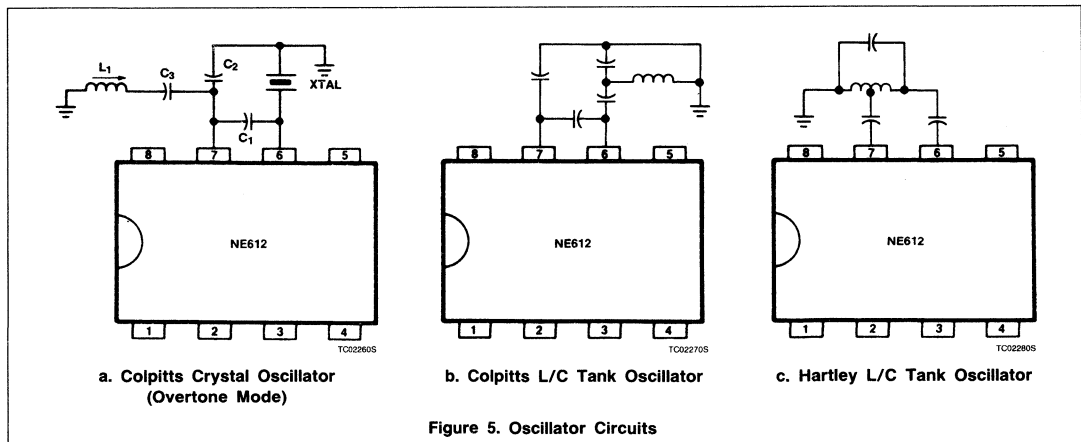 L1
C3
C2
XTAL
C1
8 7 6 5
NE612
1 2 3 4
TC02260S
a. Colpitts Crystal Oscillator
(Overtone Mode)
8 7 6 5
NE612
1 2 3 4
TC02270S
b. Colpitts L/C Tank Oscillator
8 7 6 5
NE612
1 2 3 4
TC02280S
c. Hartley L/C Tank Oscillator
Figure 5. Oscillator Circuits